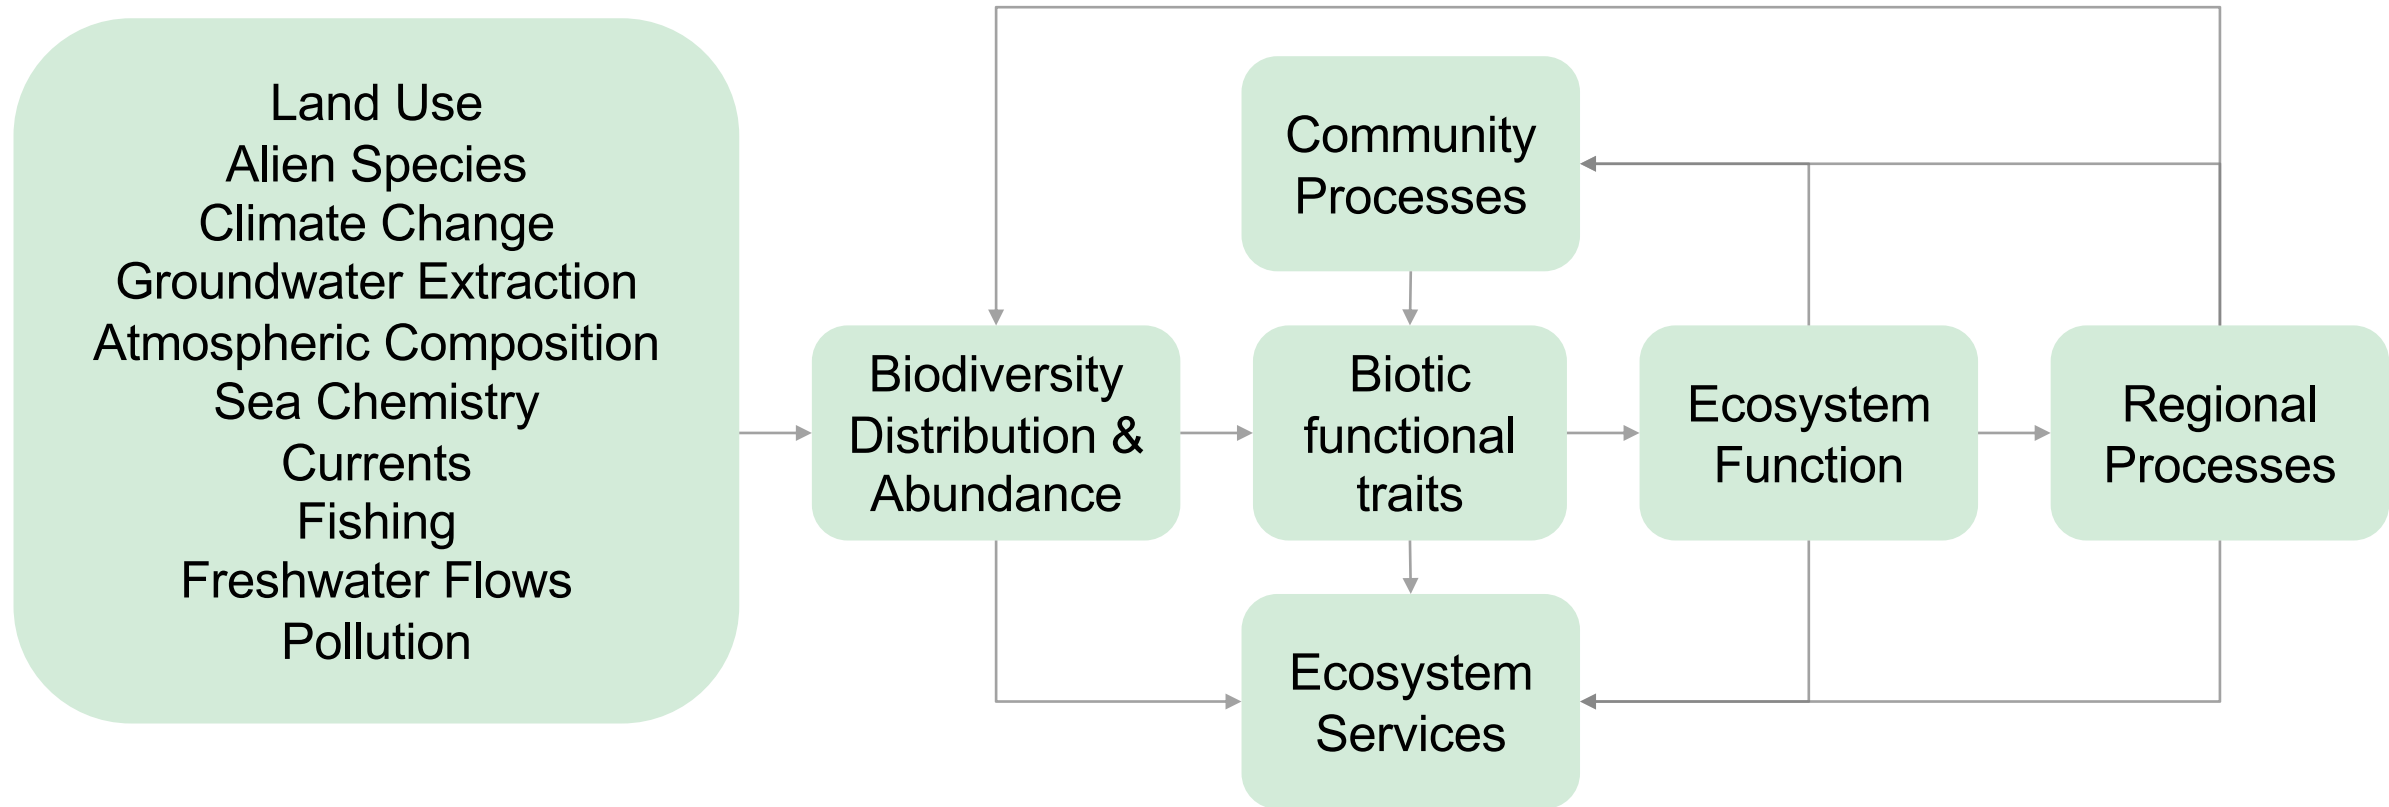 Land Use
Alien Species
Climate Change
Groundwater Extraction
Atmospheric Composition
Sea Chemistry
Currents
Fishing
Freshwater Flows
Pollution
Community
Processes
Biodiversity
Distribution &
Abundance
Biotic
functional
traits
Ecosystem
Function
Regional
Processes
Ecosystem
Services